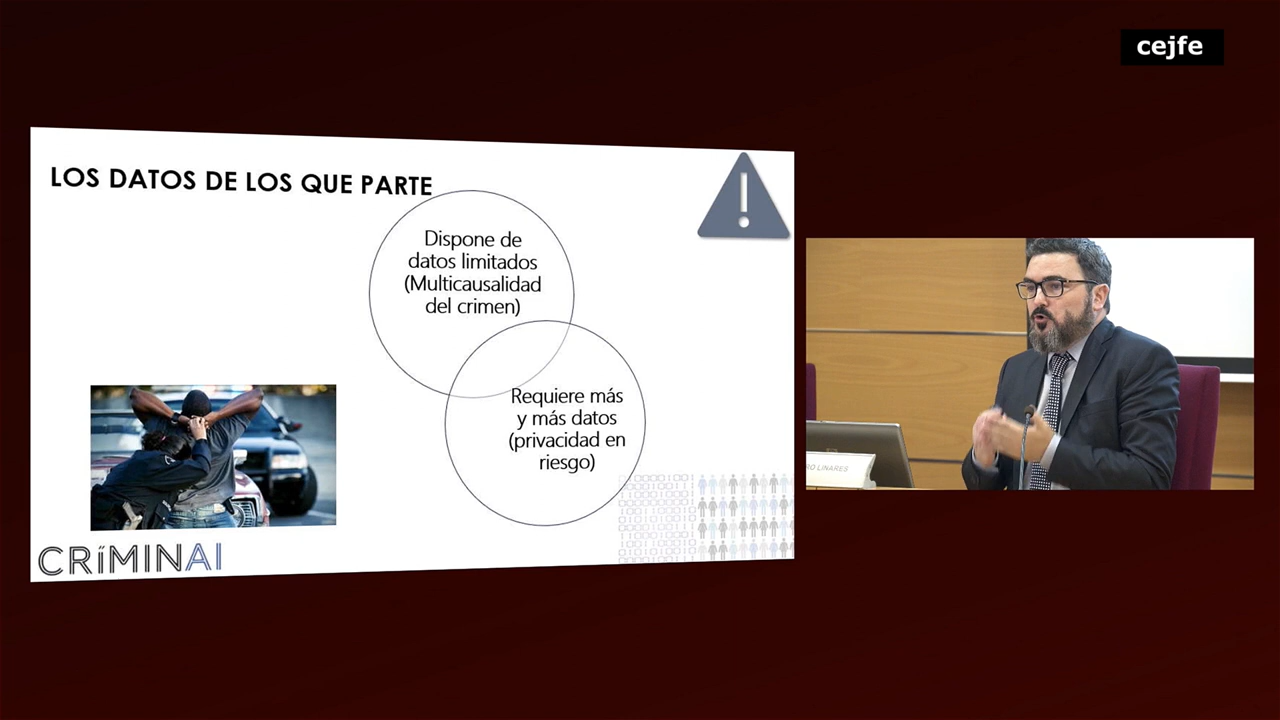 cejfe
LOS DATOS DE LOS QUE PARTE
Dispone de
datos limitados
(Multicausalidad
del crimen)
Requiere más
y más datos
(privacidad en
riesgo)
CRíMINAI
LINARES